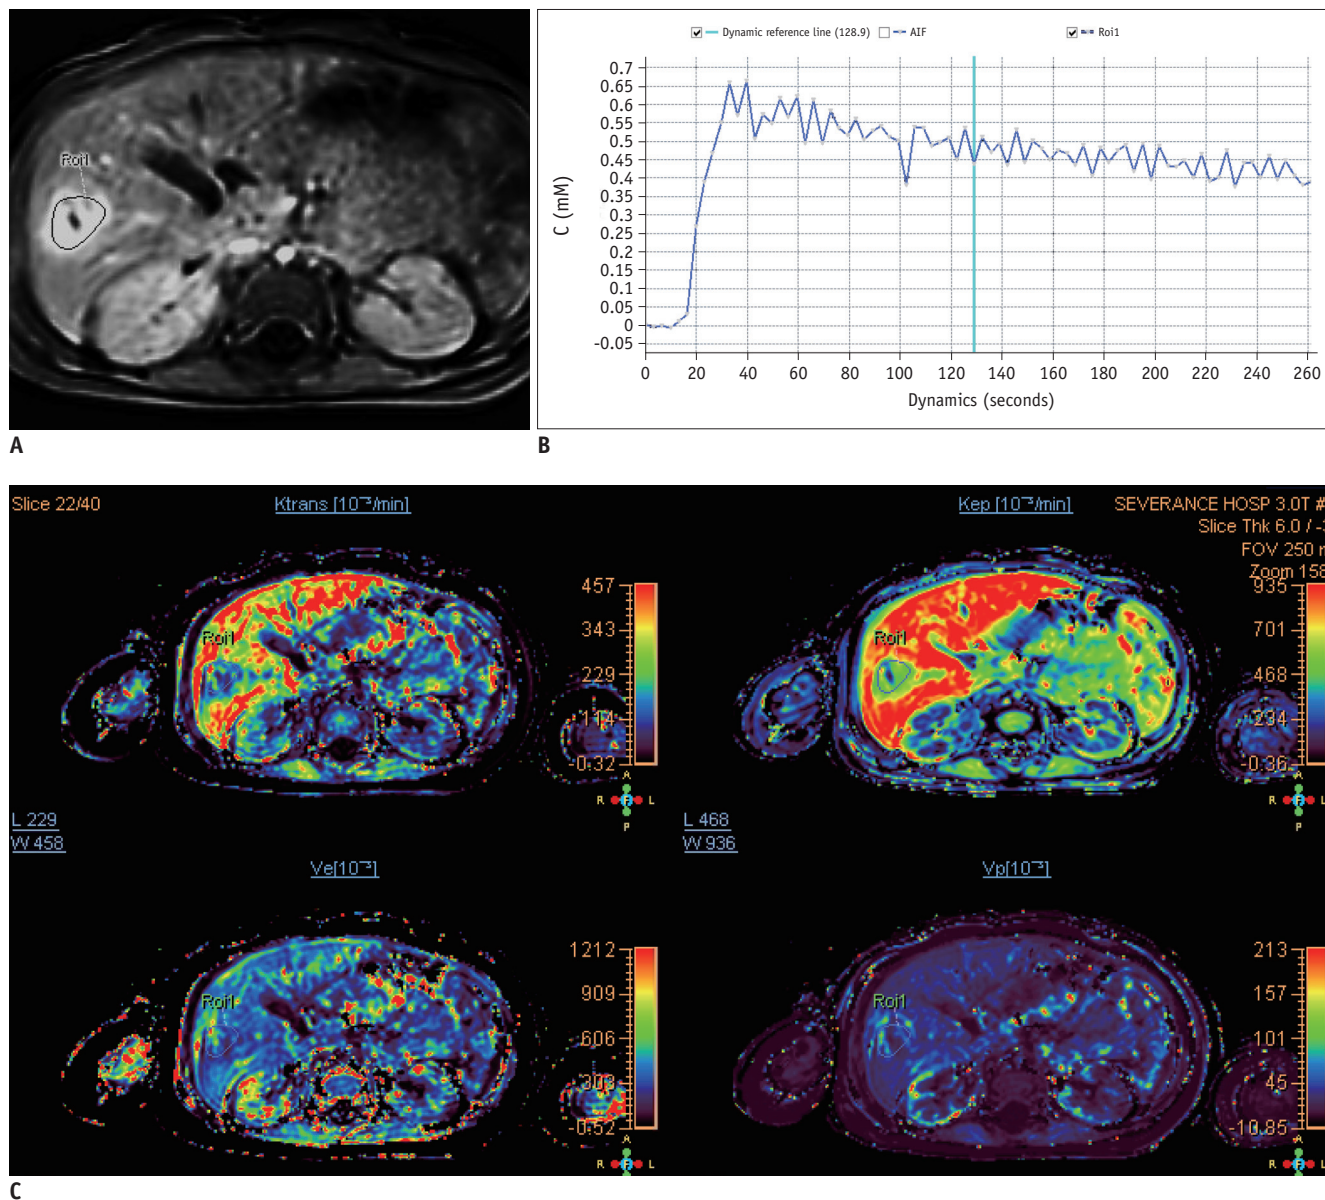 Roi1
A
Dynamic reference line (128.9) AIF Roi1
0.7
0.65
0.6
0.55
0.5
0.45
0.4
0.35
0.3
0.25
0.2
0.15
0.1
0.05
0
-0.05
C (mM)
0 20 40 60 80 100 120 140 160 180 200 220 240 260
Dynamics (seconds)
B
Slice 22/40
Ktrans [10⁻³/min]
Roi1
457
343
229
114
-0.32
A
R F L
P
L 229
W 458
Kep [10⁻³/min]
SEVERANCE HOSP 3.0T #
Slice Thk 6.0 / -
FOV 250
Zoom 158
Roi1
935
701
468
234
-0.36
A
R F L
P
L 468
W 936
Ve[10⁻³]
Roi1
1212
909
606
303
-0.52
A
R F L
P
Vp[10⁻³]
Roi1
213
157
101
45
-10.85
A
R F L
P
C